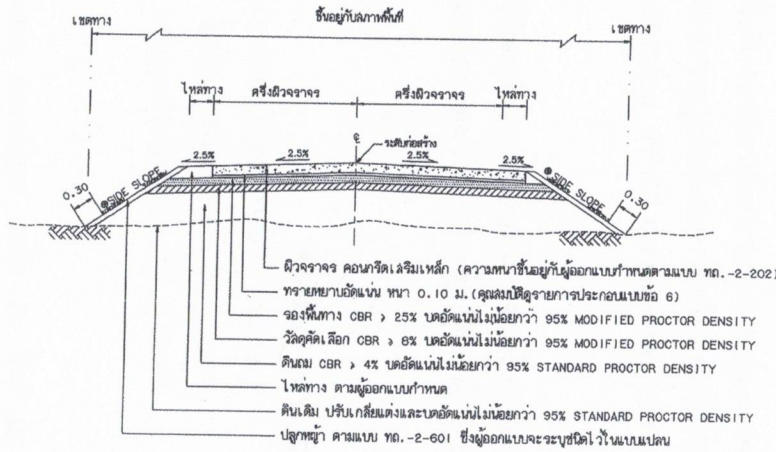 ขึ้นอยู่กับสภาพพื้นที่
เขตทาง
เขตทาง
ไหล่ทาง ครึ่งผิวจราจร ครึ่งผิวจราจร ไหล่ทาง
ระดับก่อสร้าง
2.5% 2.5% 2.5% 2.5%
0.30 SIDE SLOPE SIDE SLOPE 0.30
ผิวจราจร คอนกรีตเสริมเหล็ก (ความหนาขึ้นอยู่กับผู้ออกแบบกำหนดตามแบบ ทถ.-2-202)
ทรายหยาบอัดแน่น หนา 0.10 ม.(คุณสมบัติดูรายการประกอบแบบข้อ 6)
รองพื้นทาง CBR > 25% บดอัดแน่นไม่น้อยกว่า 95% MODIFIED PROCTOR DENSITY
วัสดุคัดเลือก CBR > 8% บดอัดแน่นไม่น้อยกว่า 95% MODIFIED PROCTOR DENSITY
ดินถม CBR > 4% บดอัดแน่นไม่น้อยกว่า 95% STANDARD PROCTOR DENSITY
ไหล่ทาง ตามผู้ออกแบบกำหนด
ดินเดิม ปรับเกลี่ยแต่งและบดอัดแน่นไม่น้อยกว่า 95% STANDARD PROCTOR DENSITY
ปลูกหญ้า ตามแบบ ทถ.-2-601 ซึ่งผู้ออกแบบจะระบุชนิดไว้ในแบบแปลน